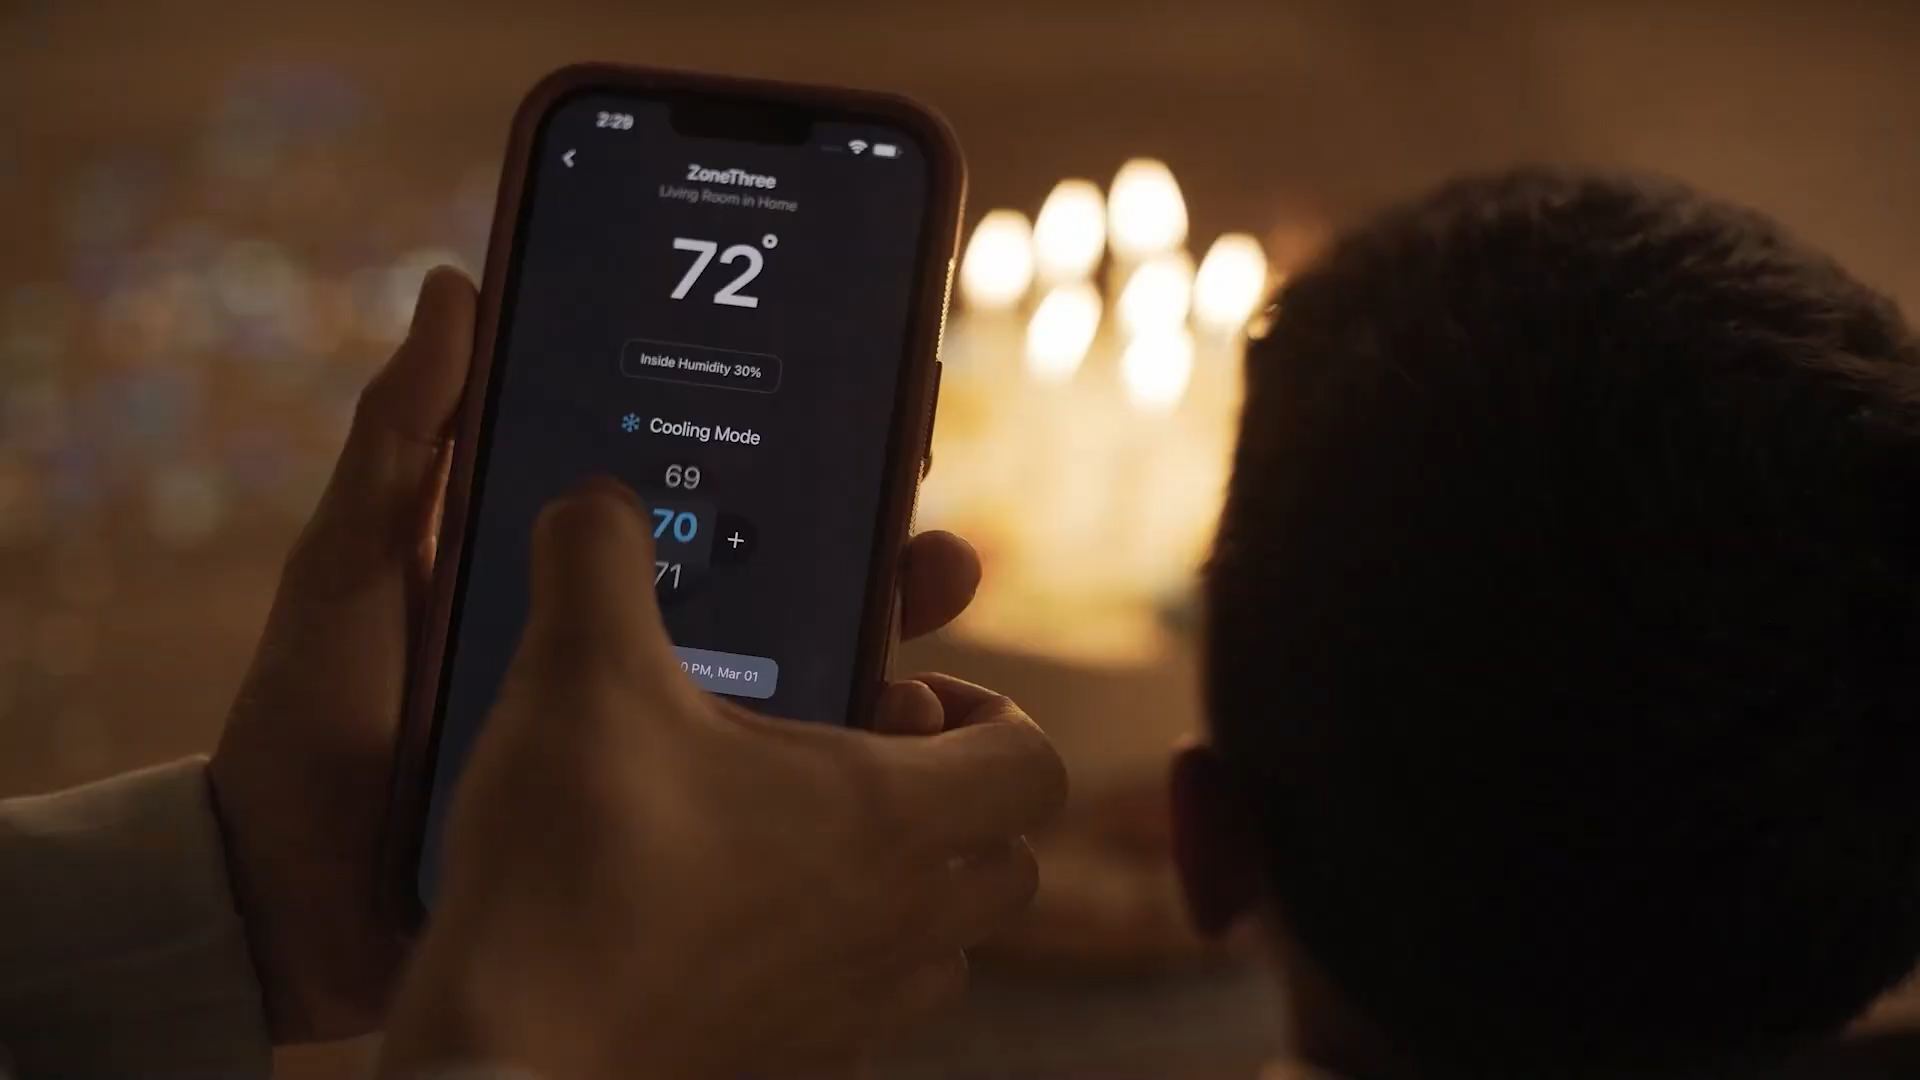 2:29
ZoneThree
Living Room in Home
72°
Inside Humidity 30%
Cooling Mode
69
70 +
71
0 PM, Mar 01